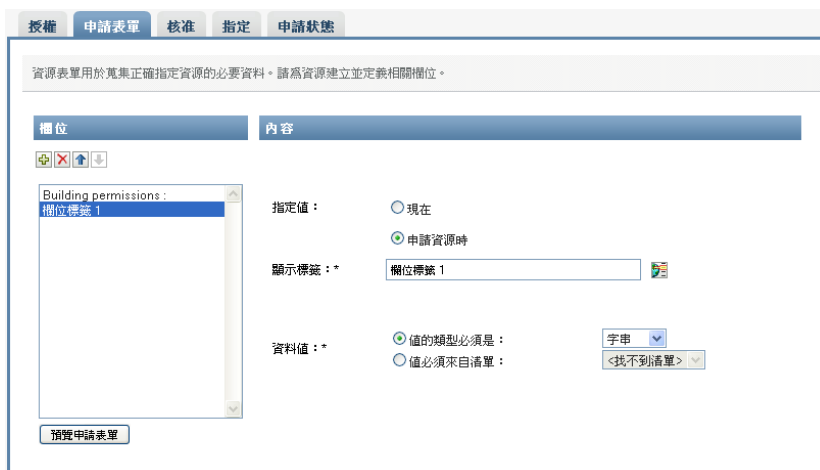 授權 申請表單 核准 指定 申請狀態
資源表單用於蒐集正確指定資源的必要資料。請為資源建立並定義相關欄位。
欄位 內容
Building permissions :
欄位標籤 1
指定值: 現在
申請資源時
顯示標籤:* 欄位標籤 1
資料值:* 值的類型必須是: 字串
值必須來自清單: <找不到清單>
預覽申請表單